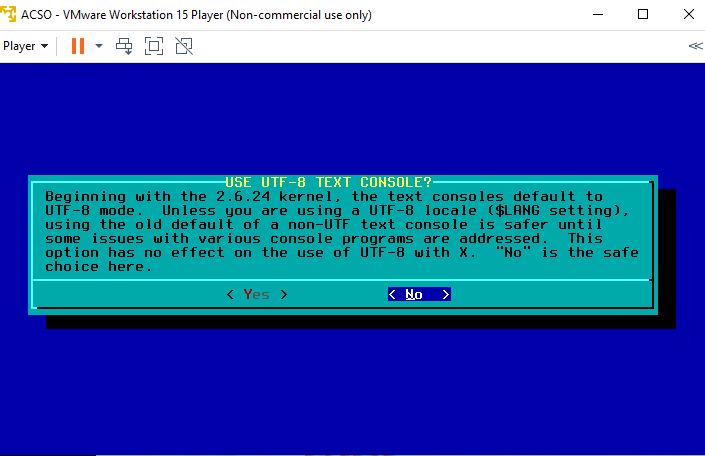 ACSO - VMware Workstation 15 Player (Non-commercial use only)
Player
USE UTF-8 TEXT CONSOLE?
Beginning with the 2.6.24 kernel, the text consoles default to
UTF-8 mode.  Unless you are using a UTF-8 locale ($LANG setting),
using the old default of a non-UTF text console is safer until
some issues with various console programs are addressed.  This
option has no effect on the use of UTF-8 with X.  "No" is the safe
choice here.
< Yes > < No >